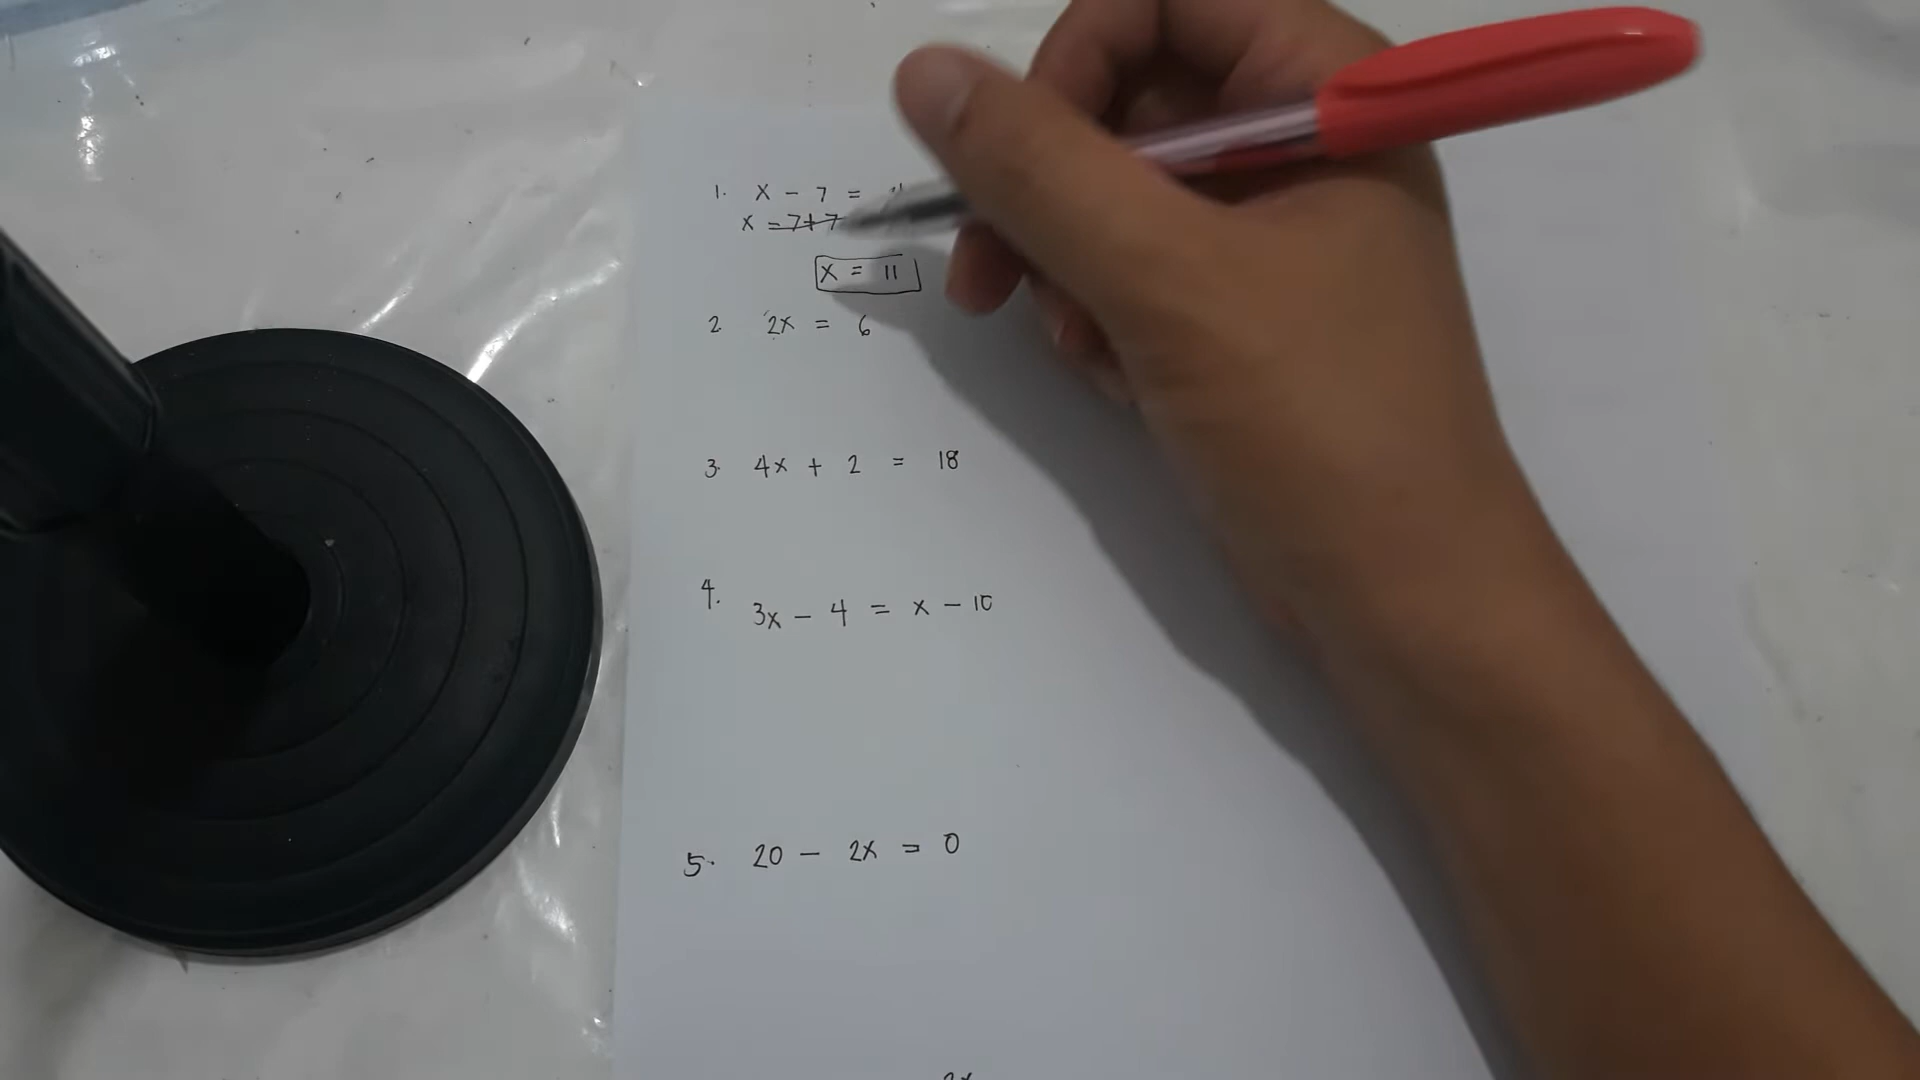 1. x - 7 =
x = 7+7
x = 11
2 2x = 6
3. 4x + 2 = 18
4. 3x - 4 = x - 10
5. 20 - 2x = 0